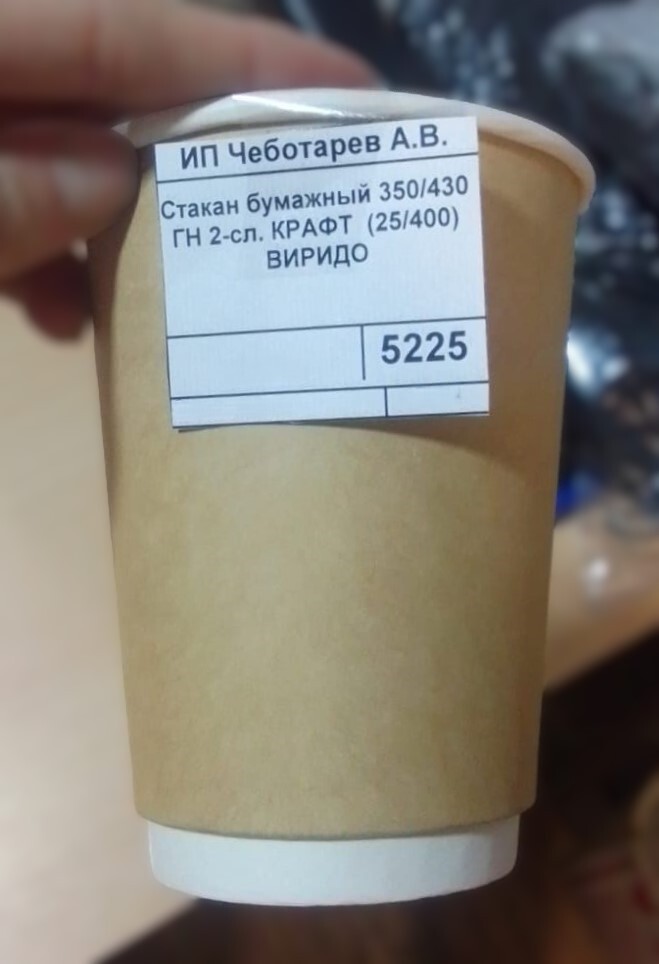 ИП Чеботарев А.В.
Стакан бумажный 350/430
ГН 2-сл. КРАФТ (25/400)
ВИРИДО
5225